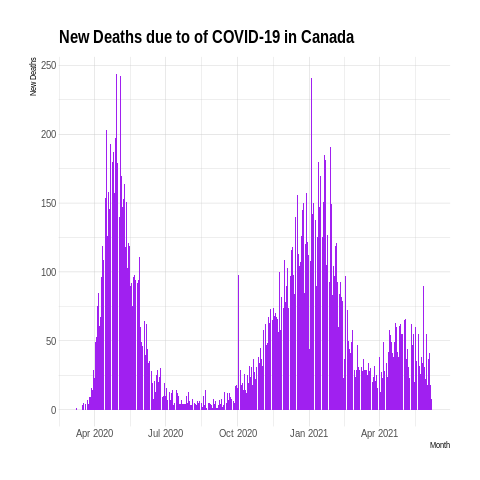 New Deaths due to of COVID-19 in Canada
New Deaths
250
200
150
100
50
0
Apr 2020 Jul 2020 Oct 2020 Jan 2021 Apr 2021
Month